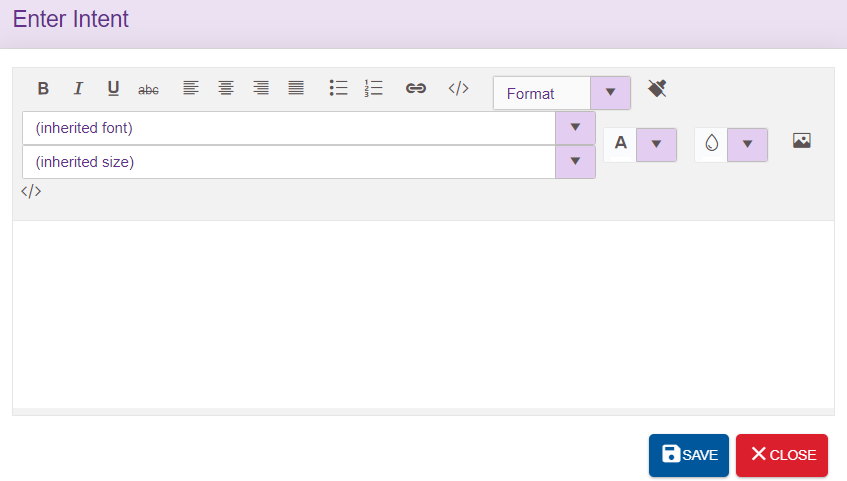 Enter Intent
B I U abc </> Format
(inherited font)
A
(inherited size)
</>
SAVE CLOSE